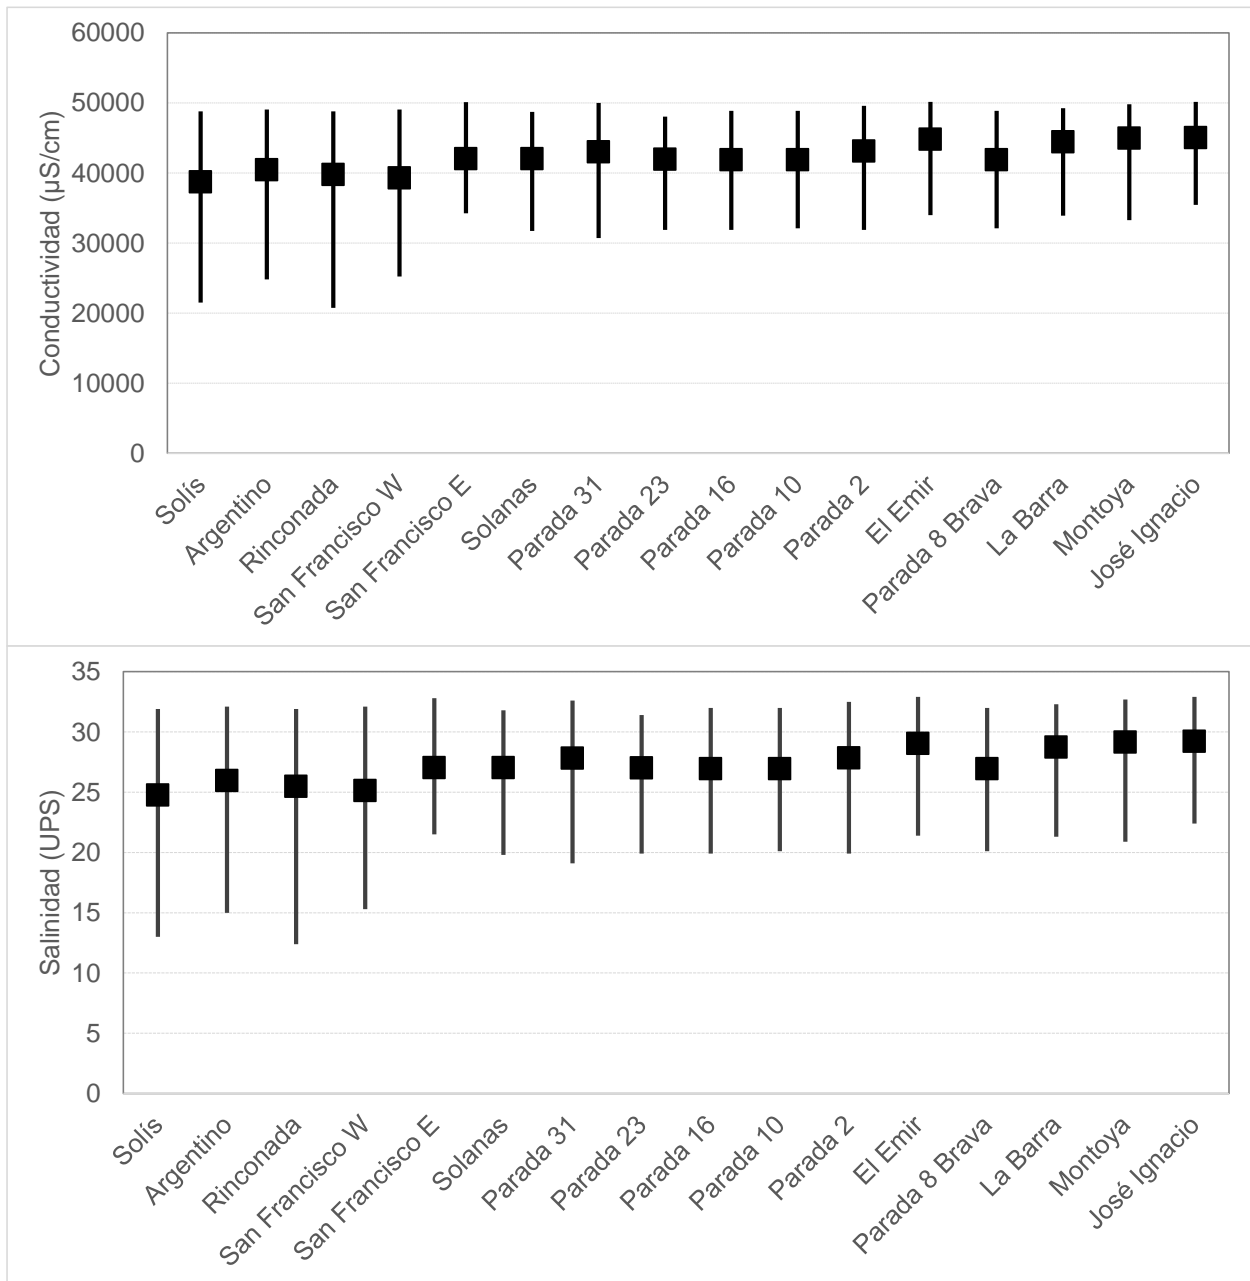 60000
50000
40000
30000
20000
10000
0
Conductividad (µS/cm)
Solís
Argentino
Rinconada
San Francisco W
San Francisco E
Solanas
Parada 31
Parada 23
Parada 16
Parada 10
Parada 2
El Emir
Parada 8 Brava
La Barra
Montoya
José Ignacio
35
30
25
20
15
10
5
0
Salinidad (UPS)
Solís
Argentino
Rinconada
San Francisco W
San Francisco E
Solanas
Parada 31
Parada 23
Parada 16
Parada 10
Parada 2
El Emir
Parada 8 Brava
La Barra
Montoya
José Ignacio